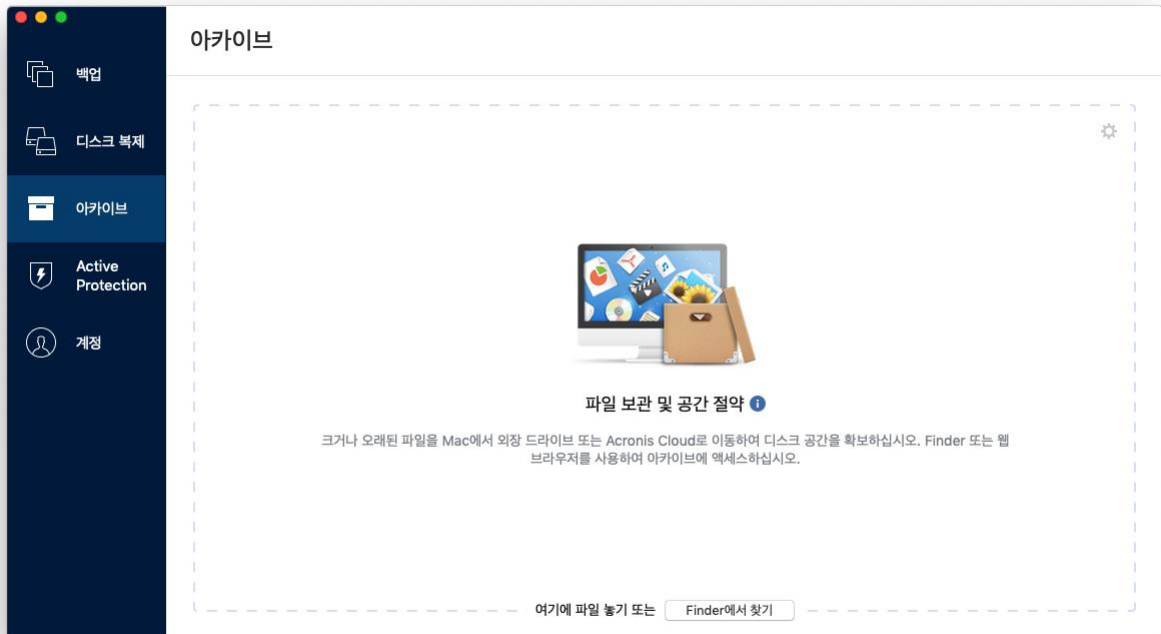 아카이브
백업
디스크 복제
아카이브
Active
Protection
계정
파일 보관 및 공간 절약
크거나 오래된 파일을 Mac에서 외장 드라이브 또는 Acronis Cloud로 이동하여 디스크 공간을 확보하십시오. Finder 또는 웹
브라우저를 사용하여 아카이브에 액세스하십시오.
여기에 파일 놓기 또는 Finder에서 찾기